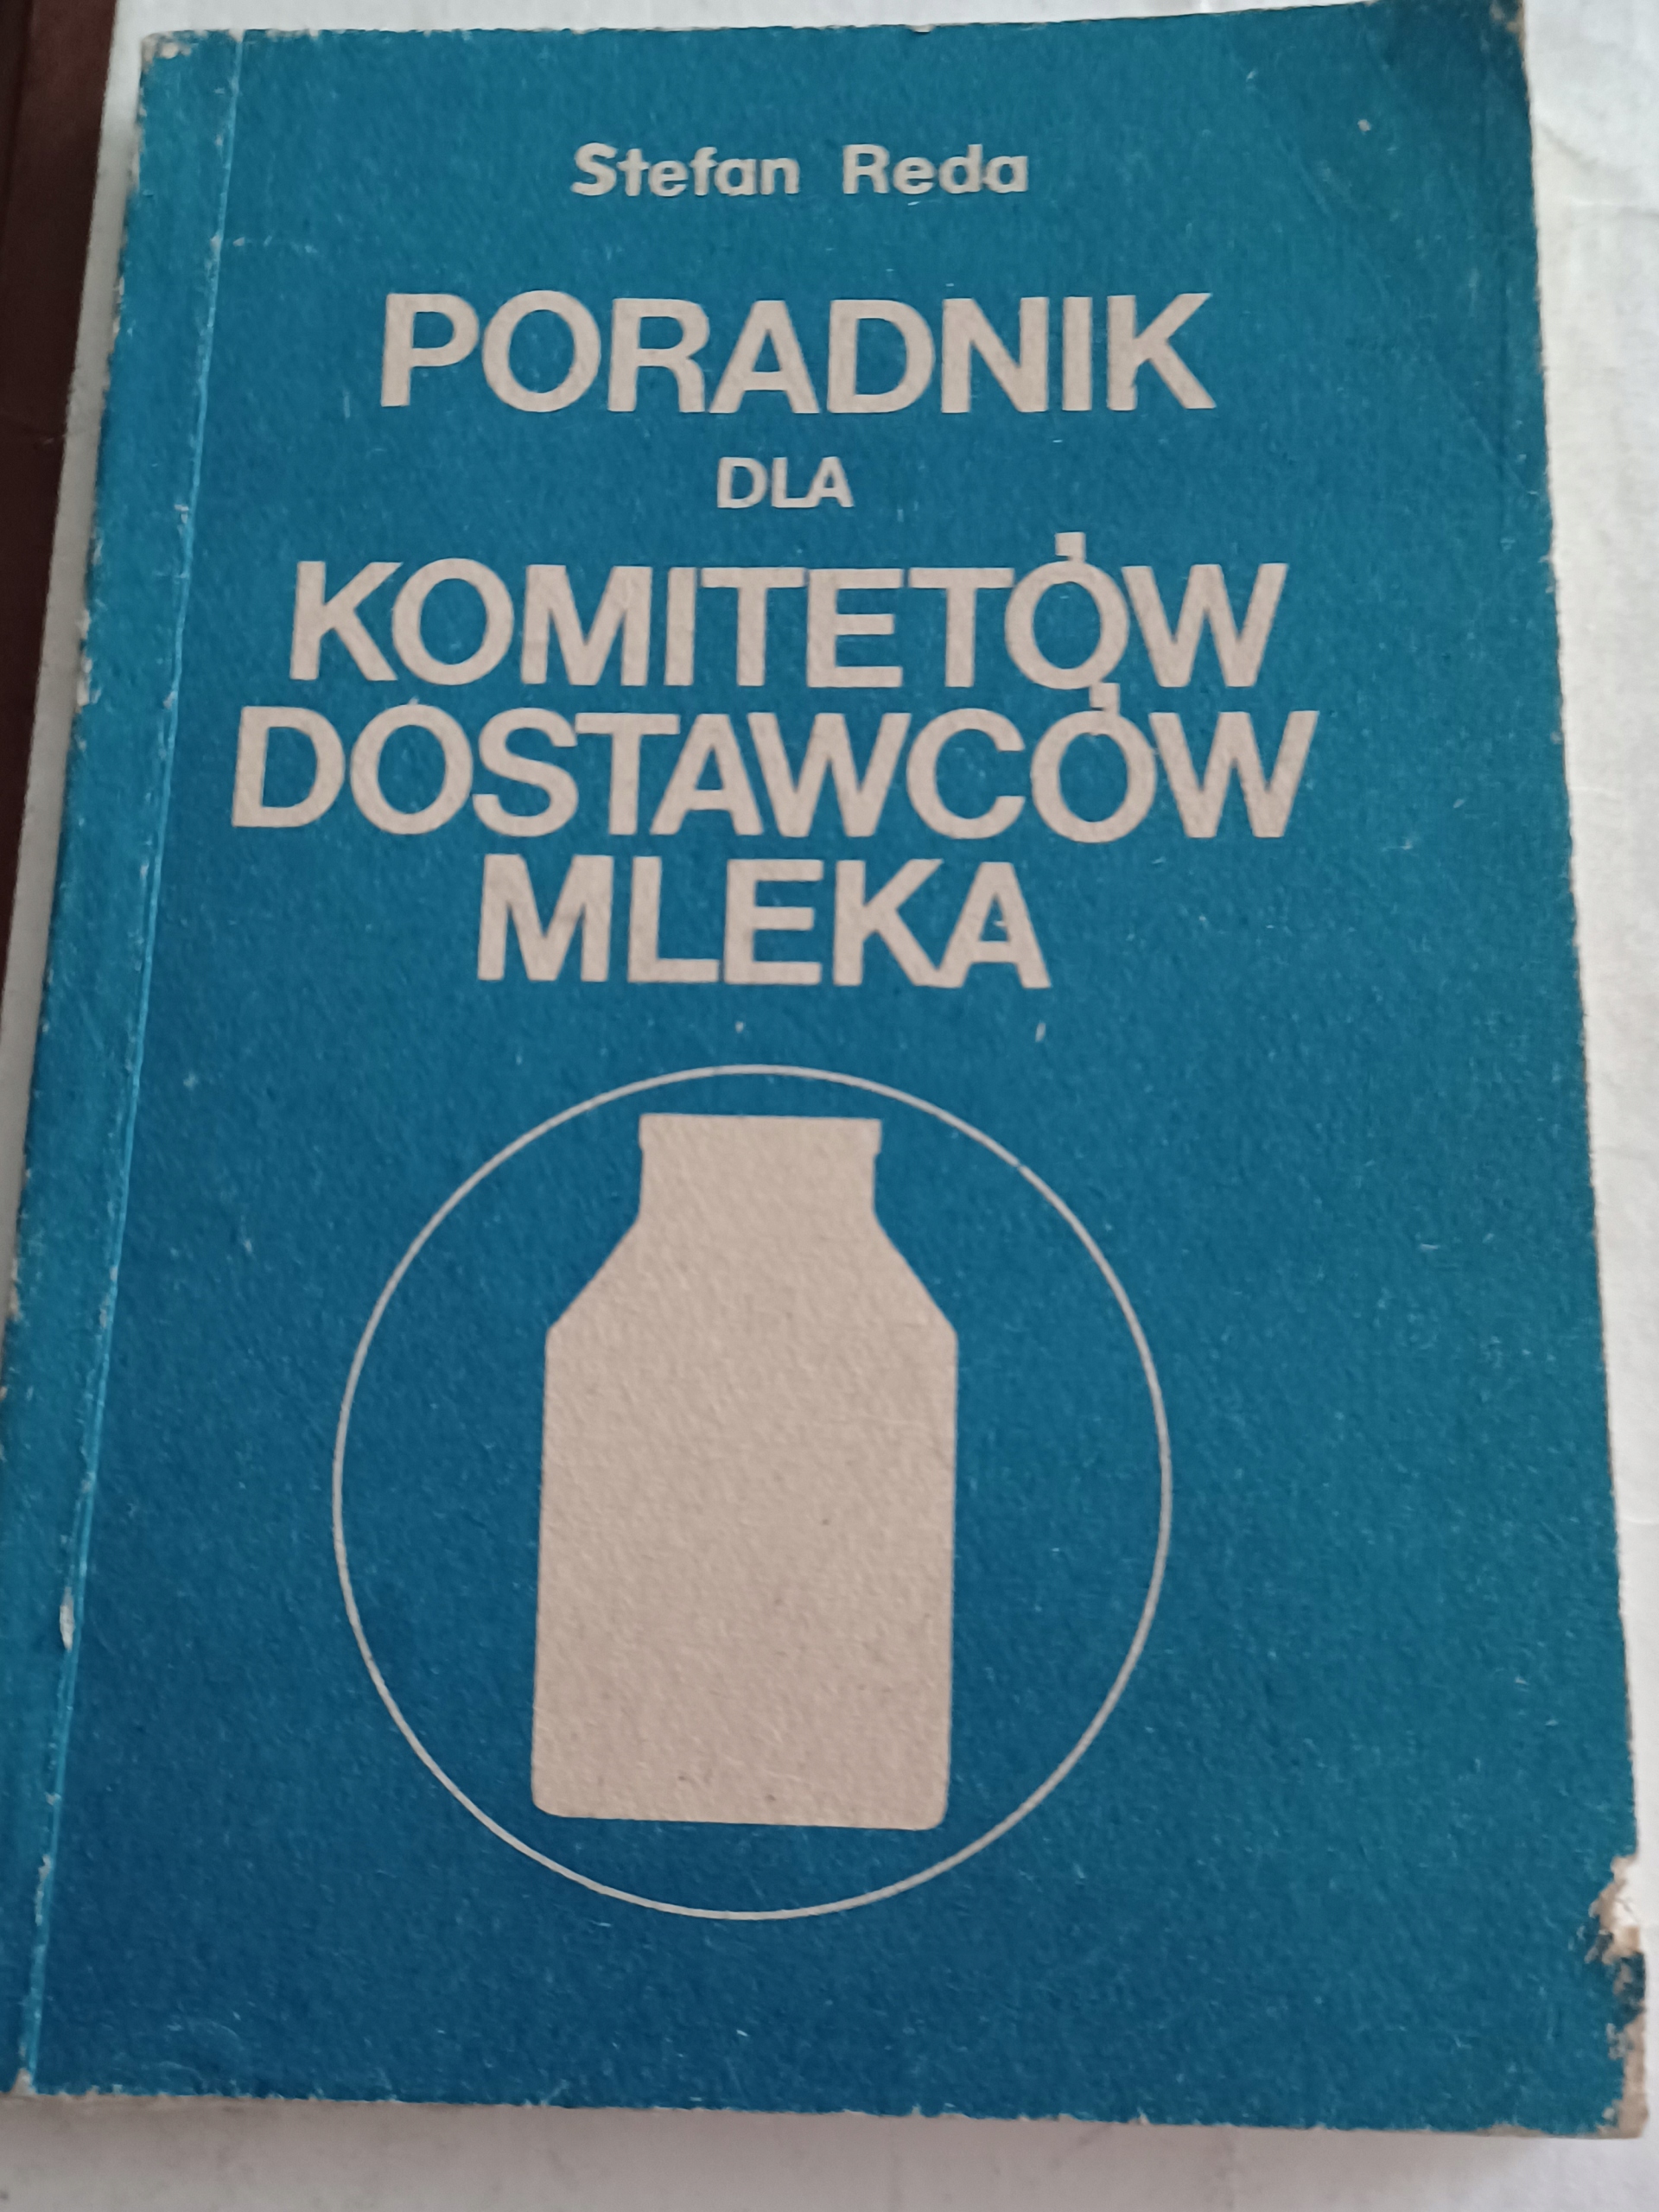 Stefan Reda
PORADNIK
DLA
KOMITETÓW
DOSTAWCÓW
MLEKA